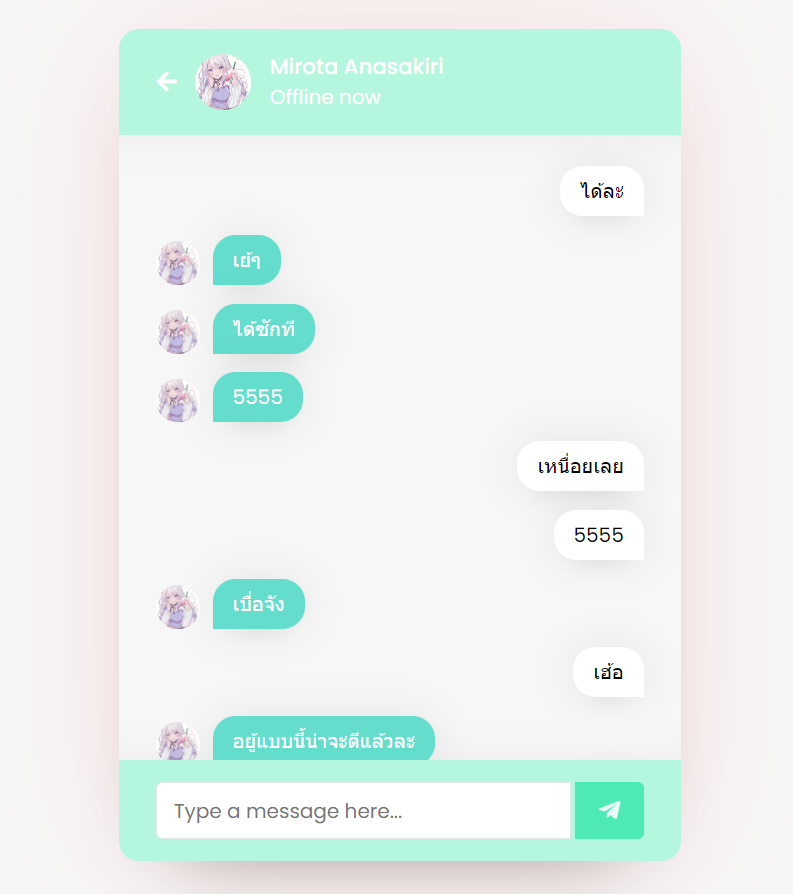 Mirota Anasakiri
Offline now
ได้ละ
เย้ๆ
ได้ซักที
5555
เหนื่อยเลย
5555
เบื่อจัง
เฮ้อ
อยู่แบบนี้น่าจะดีแล้วละ
Type a message here...